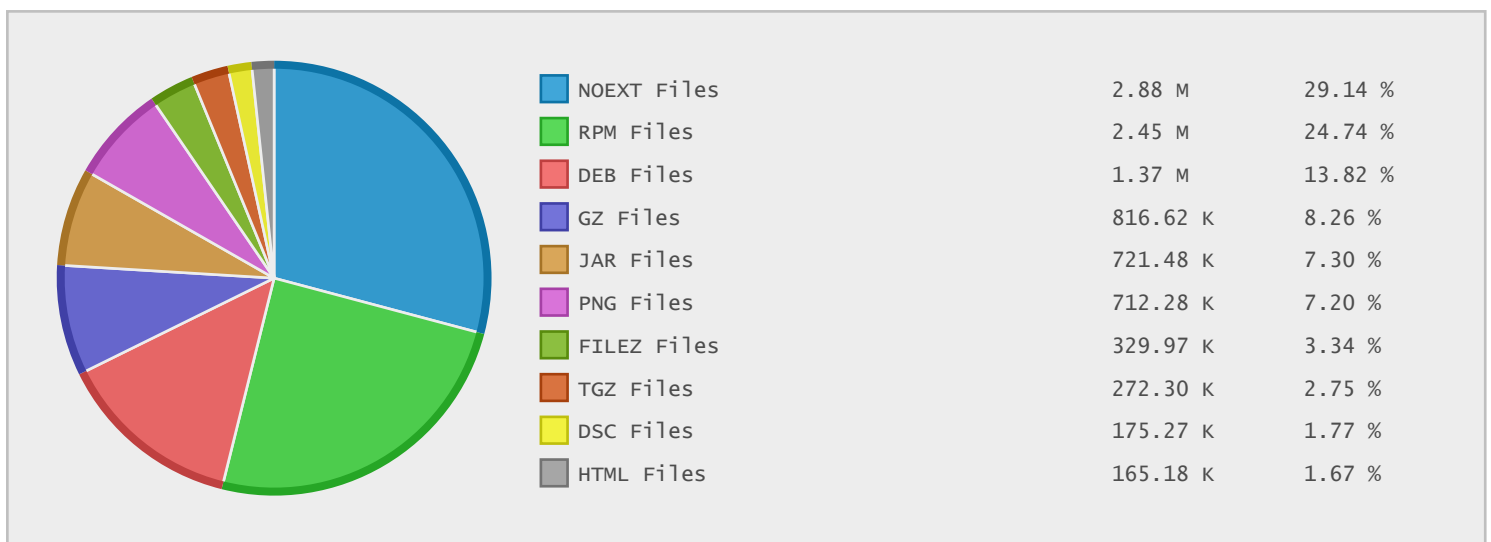 NOEXT Files 2.88 M 29.14 %
RPM Files 2.45 M 24.74 %
DEB Files 1.37 M 13.82 %
GZ Files 816.62 K 8.26 %
JAR Files 721.48 K 7.30 %
PNG Files 712.28 K 7.20 %
FILEZ Files 329.97 K 3.34 %
TGZ Files 272.30 K 2.75 %
DSC Files 175.27 K 1.77 %
HTML Files 165.18 K 1.67 %